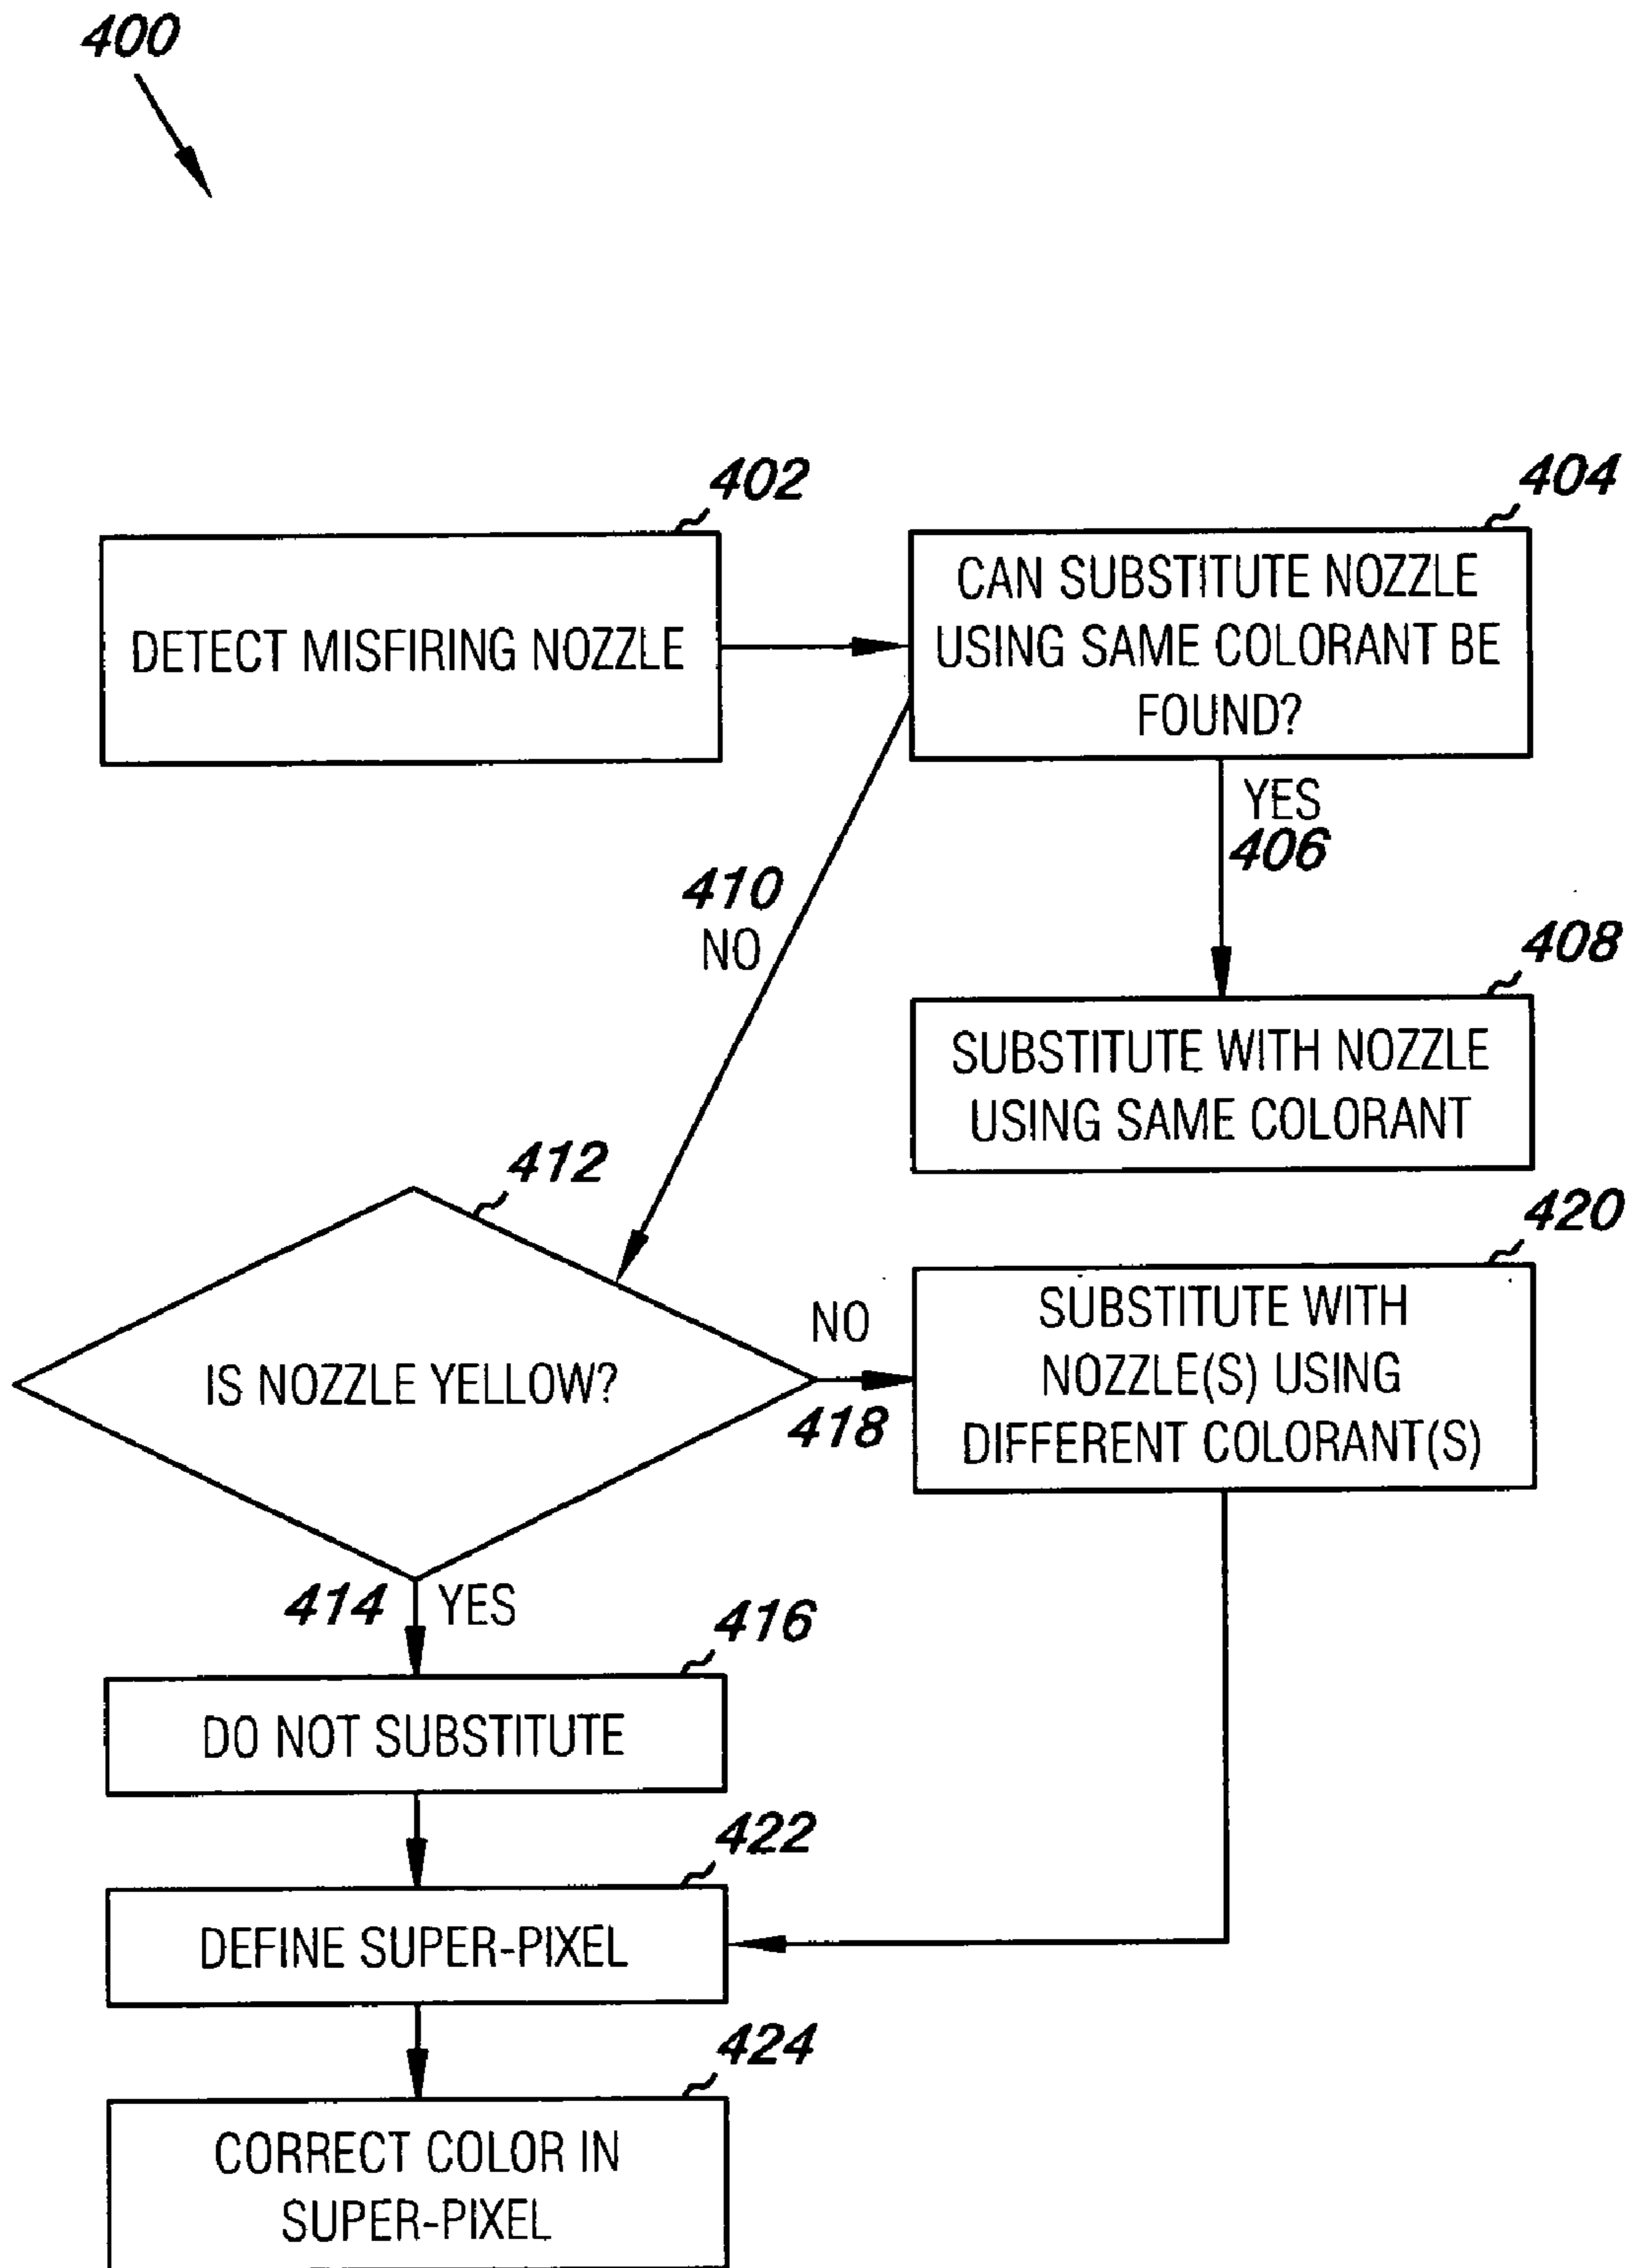 400
402
DETECT MISFIRING NOZZLE
404
CAN SUBSTITUTE NOZZLE
USING SAME COLORANT BE
FOUND?
YES
406
410
NO
408
SUBSTITUTE WITH NOZZLE
USING SAME COLORANT
412
IS NOZZLE YELLOW?
NO
418
420
SUBSTITUTE WITH
NOZZLE(S) USING
DIFFERENT COLORANT(S)
414 YES
416
DO NOT SUBSTITUTE
422
DEFINE SUPER-PIXEL
424
CORRECT COLOR IN
SUPER-PIXEL